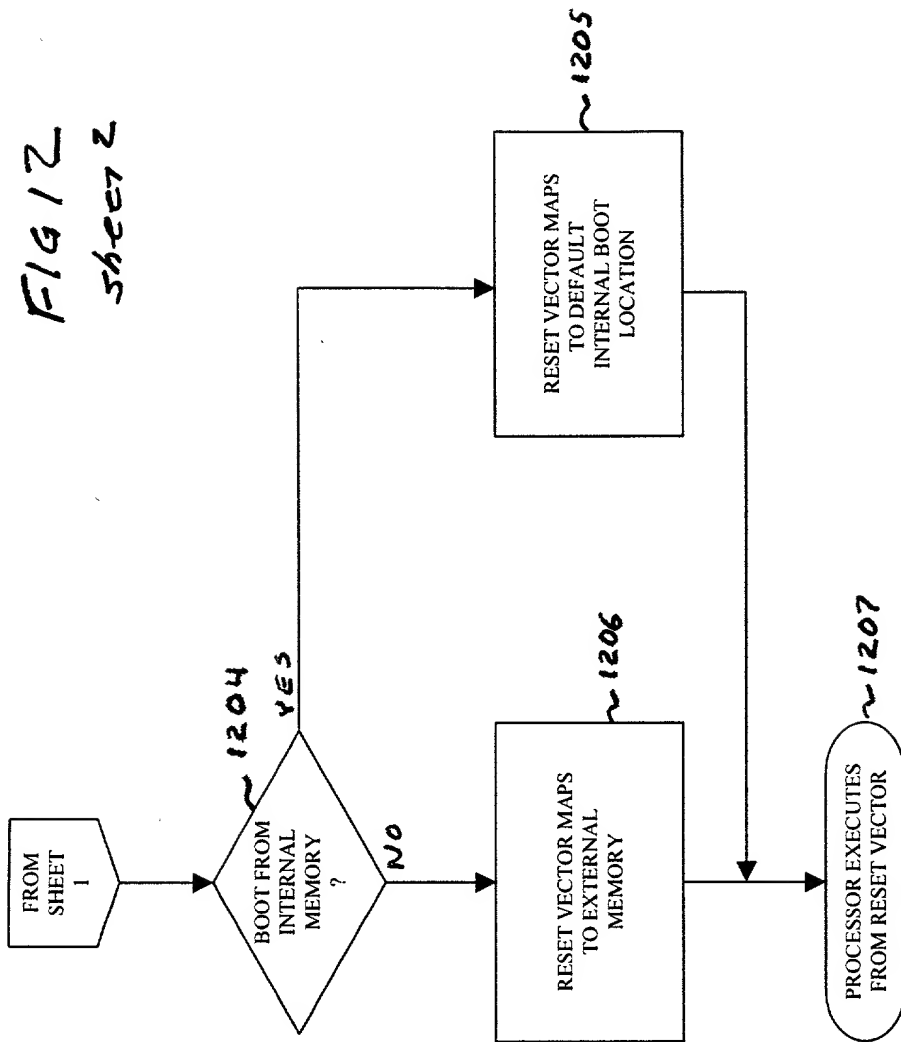 FIG 12
sheet 2
FROM
SHEET
1
BOOT FROM
INTERNAL
MEMORY
?
1204
YES
NO
RESET VECTOR MAPS
TO DEFAULT
INTERNAL BOOT
LOCATION
1205
RESET VECTOR MAPS
TO EXTERNAL
MEMORY
1206
PROCESSOR EXECUTES
FROM RESET VECTOR
1207